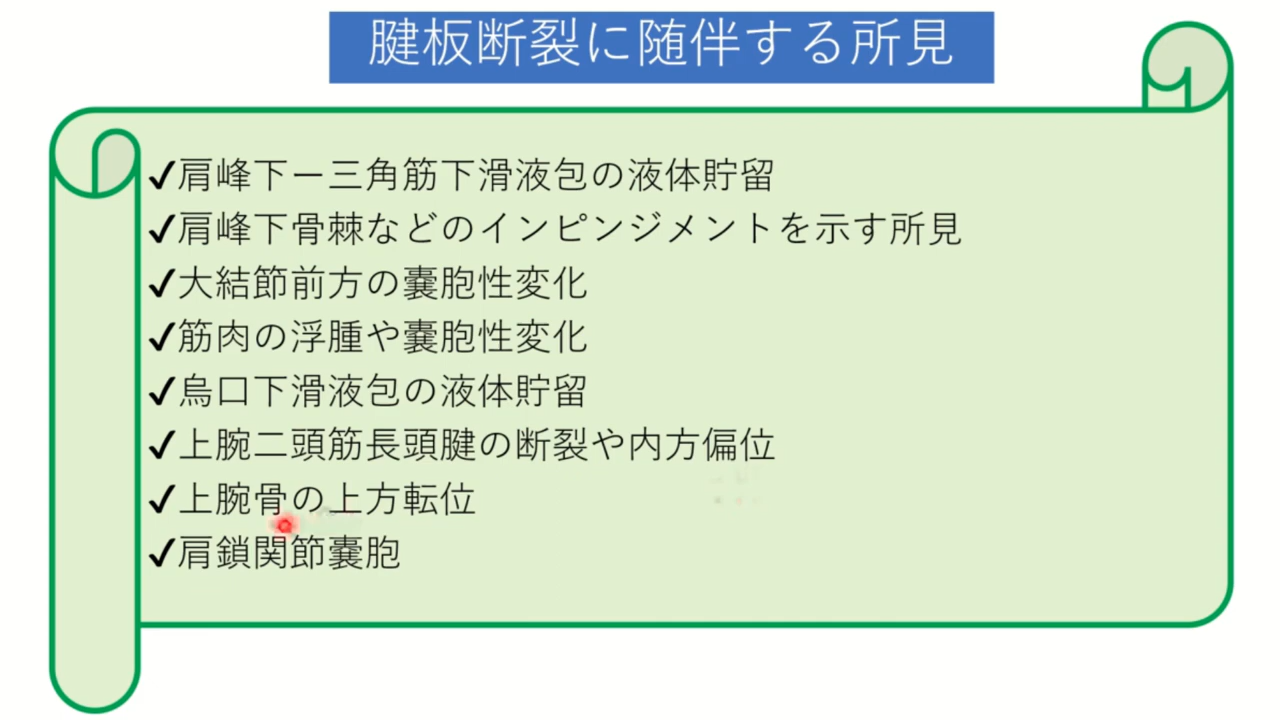 腱板断裂に随伴する所見
✓肩峰下ー三角筋下滑液包の液体貯留
✓肩峰下骨棘などのインピンジメントを示す所見
✓大結節前方の嚢胞性変化
✓筋肉の浮腫や嚢胞性変化
✓烏口下滑液包の液体貯留
✓上腕二頭筋長頭腱の断裂や内方偏位
✓上腕骨の上方転位
✓肩鎖関節嚢胞